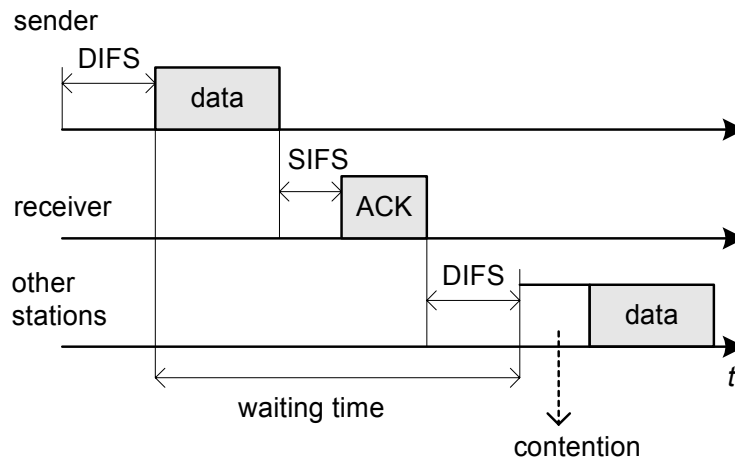 sender
DIFS
data
SIFS
receiver
ACK
DIFS
other
stations
data
t
waiting time
contention